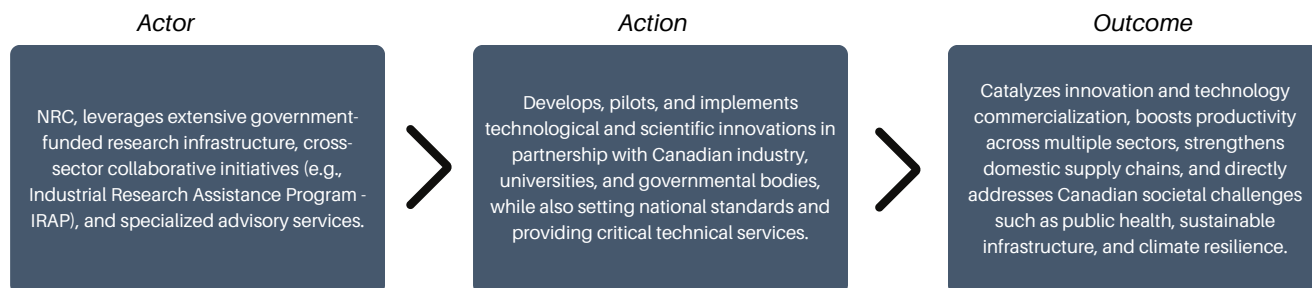 Actor
NRC, leverages extensive government-
funded research infrastructure, cross-
sector collaborative initiatives (e.g.,
Industrial Research Assistance Program -
IRAP), and specialized advisory services.
Action
Develops, pilots, and implements
technological and scientific innovations in
partnership with Canadian industry,
universities, and governmental bodies,
while also setting national standards and
providing critical technical services.
Outcome
Catalyzes innovation and technology
commercialization, boosts productivity
across multiple sectors, strengthens
domestic supply chains, and directly
addresses Canadian societal challenges
such as public health, sustainable
infrastructure, and climate resilience.